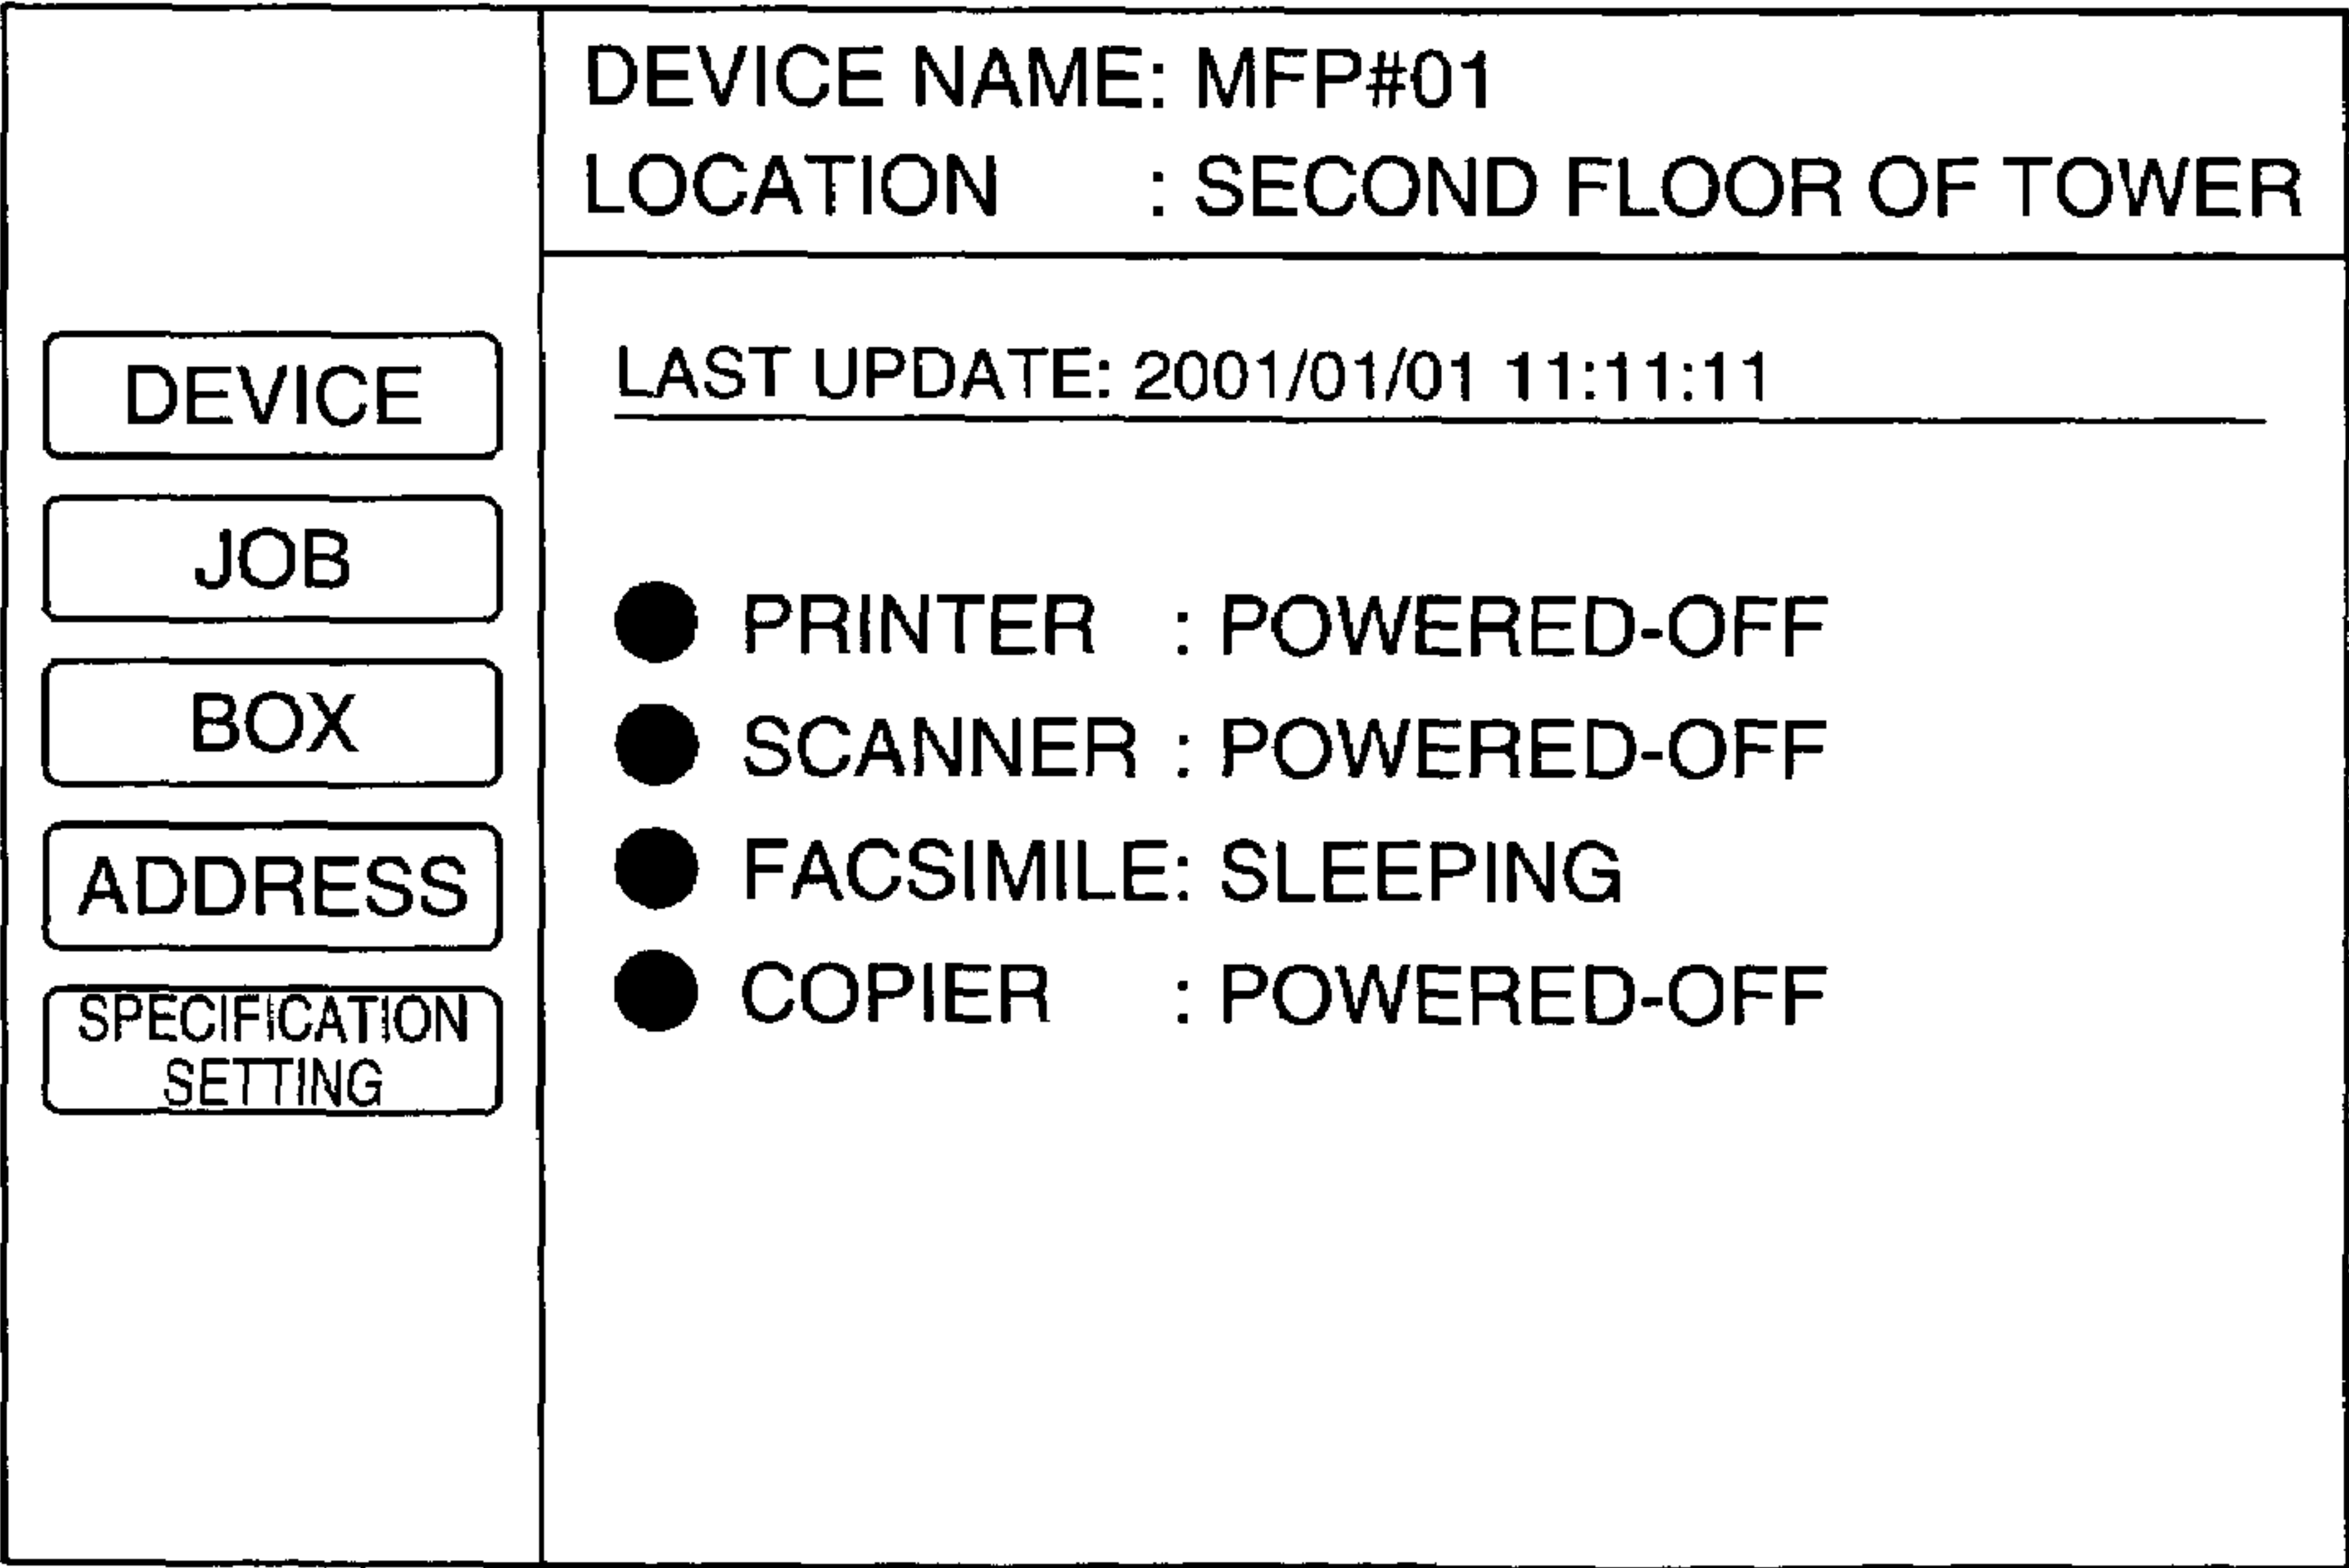 DEVICE NAME: MFP#01
LOCATION : SECOND FLOOR OF TOWER
DEVICE
JOB
BOX
ADDRESS
SPECIFICATION
SETTING
LAST UPDATE: 2001/01/01 11:11:11
PRINTER : POWERED-OFF
SCANNER : POWERED-OFF
FACSIMILE: SLEEPING
COPIER : POWERED-OFF